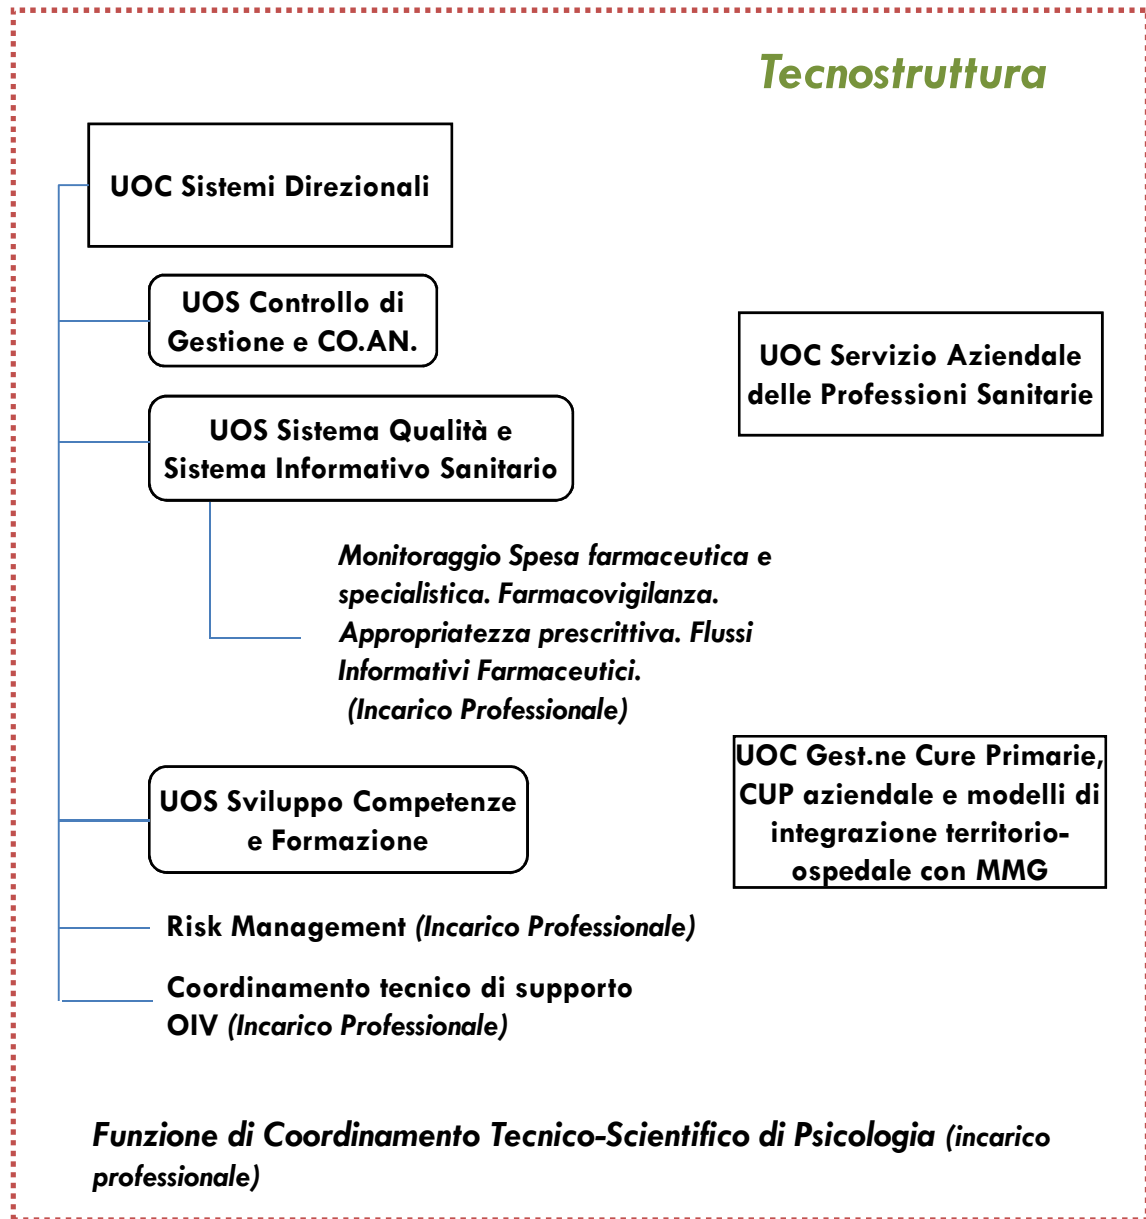 Tecnostruttura
UOC Sistemi Direzionali
UOS Controllo di
Gestione e CO.AN.
UOC Servizio Aziendale
delle Professioni Sanitarie
UOS Sistema Qualità e
Sistema Informativo Sanitario
Monitoraggio Spesa farmaceutica e
specialistica. Farmacovigilanza.
Appropriatezza prescrittiva. Flussi
Informativi Farmaceutici.
(Incarico Professionale)
UOC Gest.ne Cure Primarie,
CUP aziendale e modelli di
integrazione territorio-
ospedale con MMG
UOS Sviluppo Competenze
e Formazione
Risk Management (Incarico Professionale)
Coordinamento tecnico di supporto
OIV (Incarico Professionale)
Funzione di Coordinamento Tecnico-Scientifico di Psicologia (incarico
professionale)